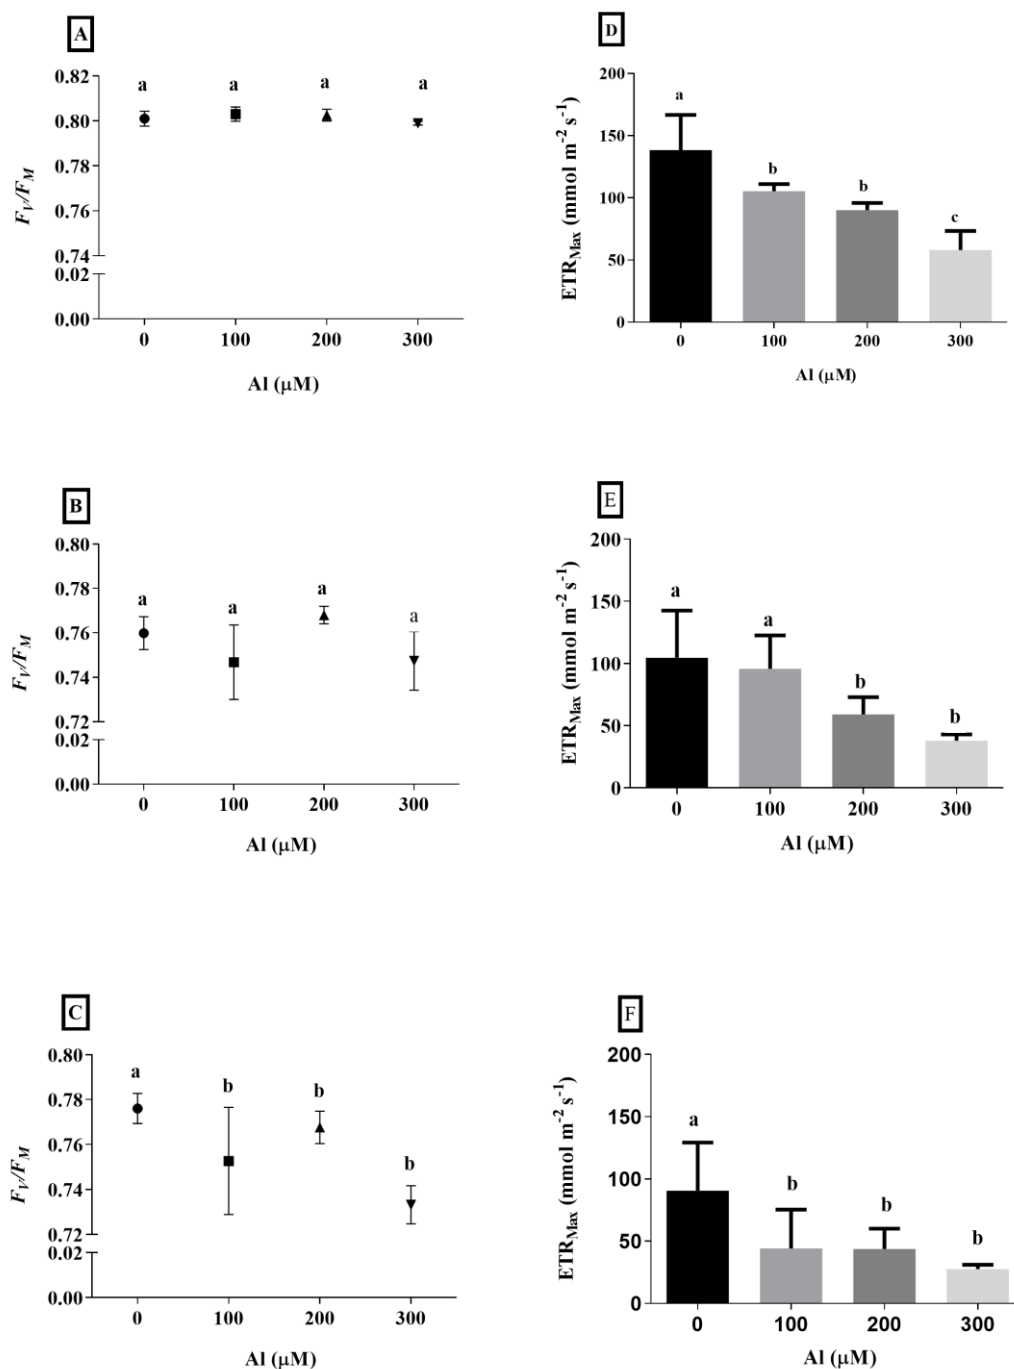 A
a a a a
0.82
0.80
0.78
0.76
0.74
0.02
0.00
FV/FM
0 100 200 300
Al (μM)
D
200
150
100
50
0
ETRMax (mmol m-2 s-1)
a
b
b
c
0 100 200 300
Al (μM)
B
0.80
0.78
0.76
0.74
0.72
0.02
0.00
FV/FM
a a a a
0 100 200 300
Al (μM)
E
200
150
100
50
0
ETRMax (mmol m-2 s-1)
a
a
b
b
0 100 200 300
Al (μM)
C
0.80
0.78
0.76
0.74
0.72
0.02
0.00
FV/FM
a
b
b
b
0 100 200 300
Al (μM)
F
200
150
100
50
0
ETRMax (mmol m-2 s-1)
a
b
b
b
0 100 200 300
Al (μM)